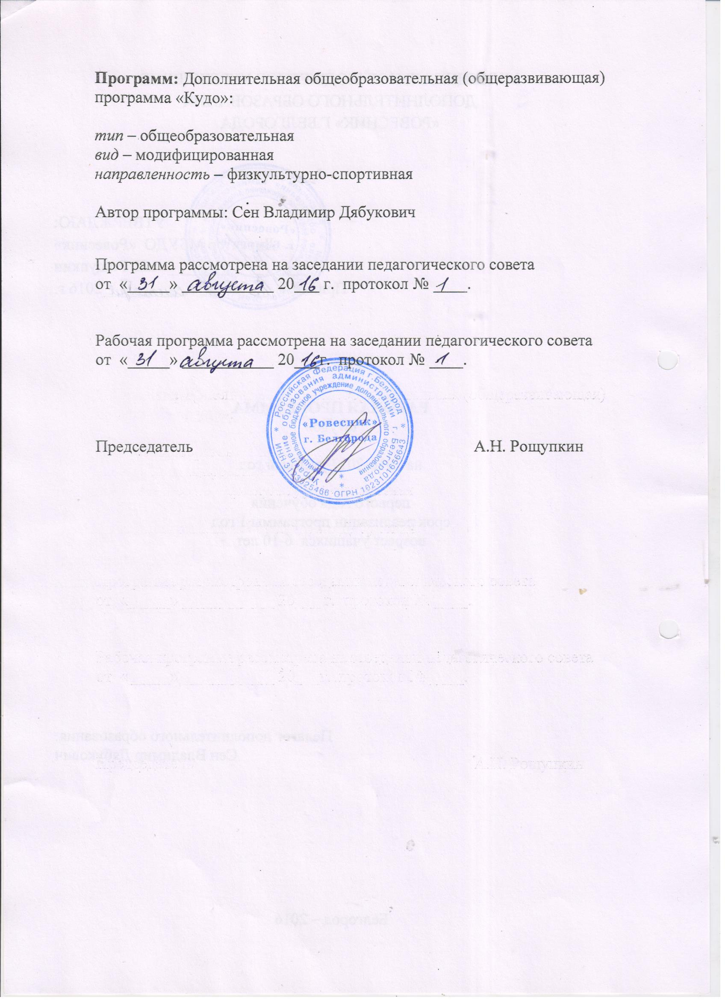 Программ: Дополнительная общеобразовательная (общеразвивающая)
программа «Кудо»:
тип – общеобразовательная
вид – модифицированная
направленность – физкультурно-спортивная
Автор программы: Сен Владимир Дябукович
Программа рассмотрена на заседании педагогического совета
от « 31 » августа 2016 г. протокол № 1.
Рабочая программа рассмотрена на заседании педагогического совета
от « 31 » августа 2016 г. протокол № 1.
Российская Федерация г.Белгород
* ИНН 3123025466 · ОГРН 1023101656643 *
Управление образования администрации г. Белгорода *
муниципальное бюджетное учреждение дополнительного образования *
«Ровесник»
г. Белгорода
Председатель А.Н. Рощупкин